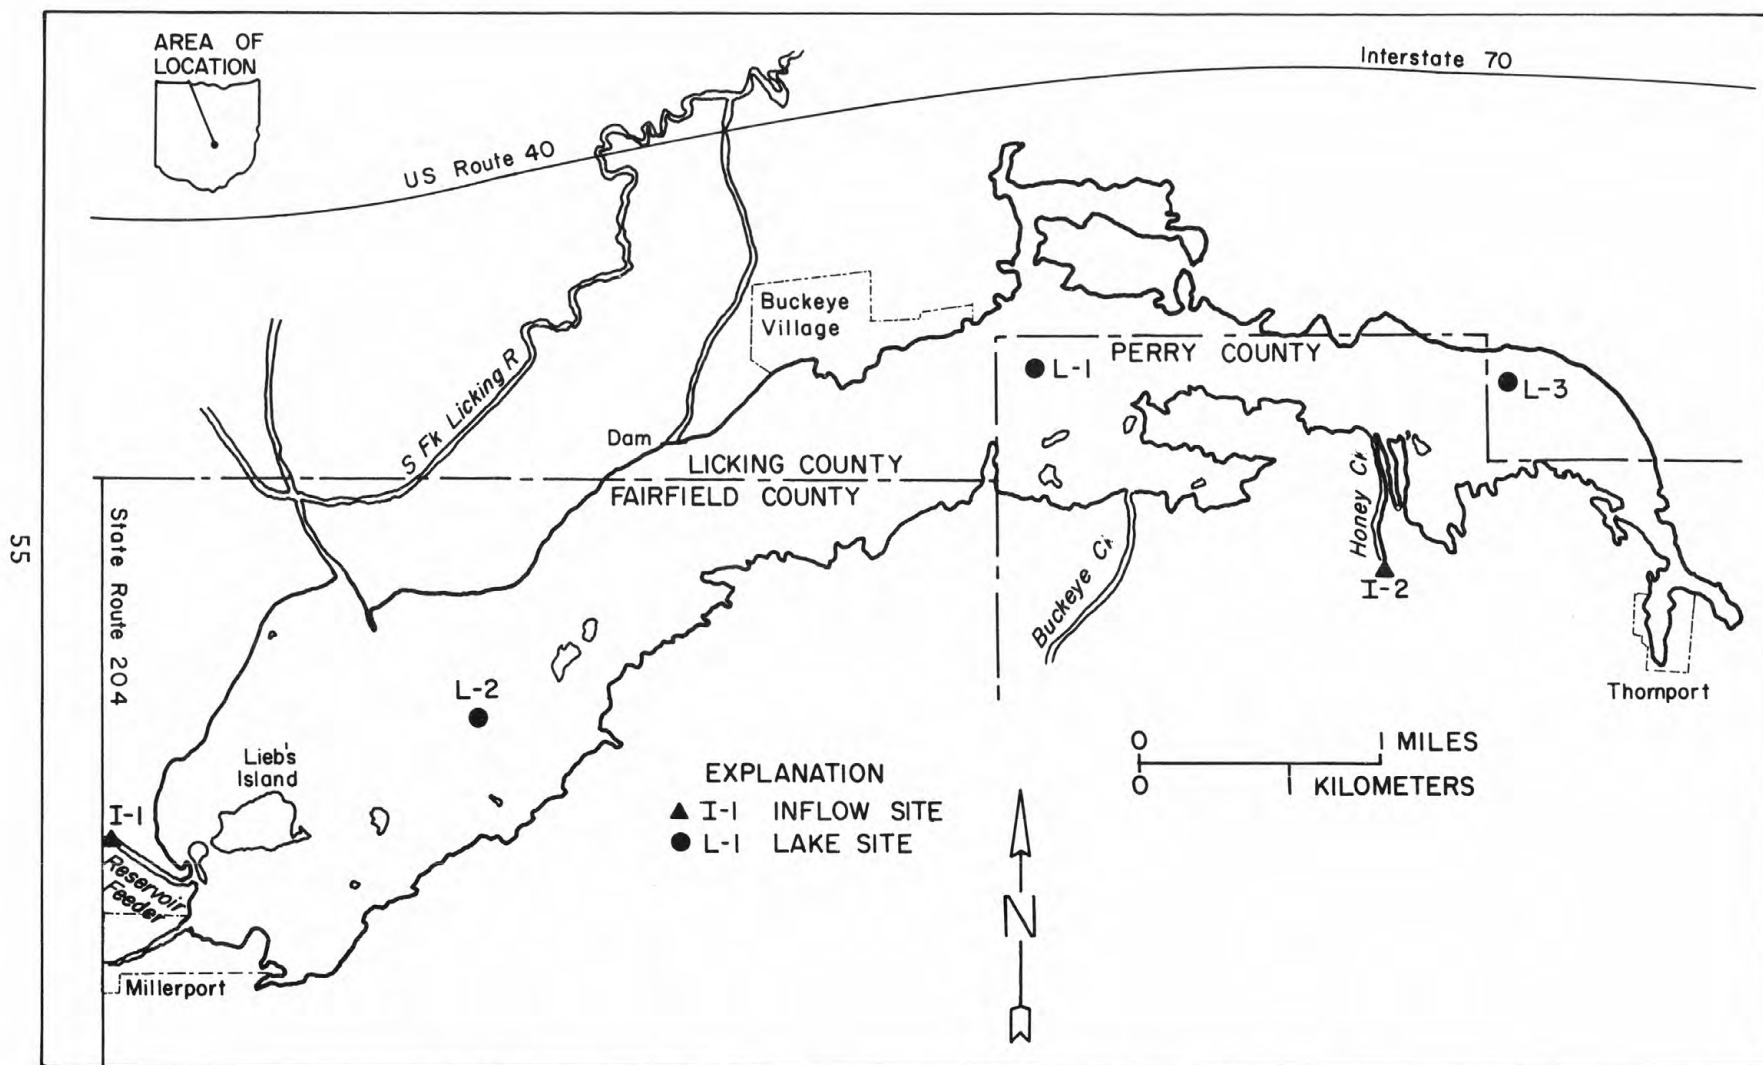 AREA OF
LOCATION
Interstate 70
US Route 40
Buckeye
Village
PERRY COUNTY
L-1
L-3
S Fk Licking R
Dam
LICKING COUNTY
FAIRFIELD COUNTY
State Route 204
55
Honey Ck
Buckeye Ck
I-2
L-2
Thornport
Lieb's
Island
0 1 MILES
0 1 KILOMETERS
EXPLANATION
I-1 INFLOW SITE
L-1 LAKE SITE
I-1
Reservoir
Feeder
N
Millerport